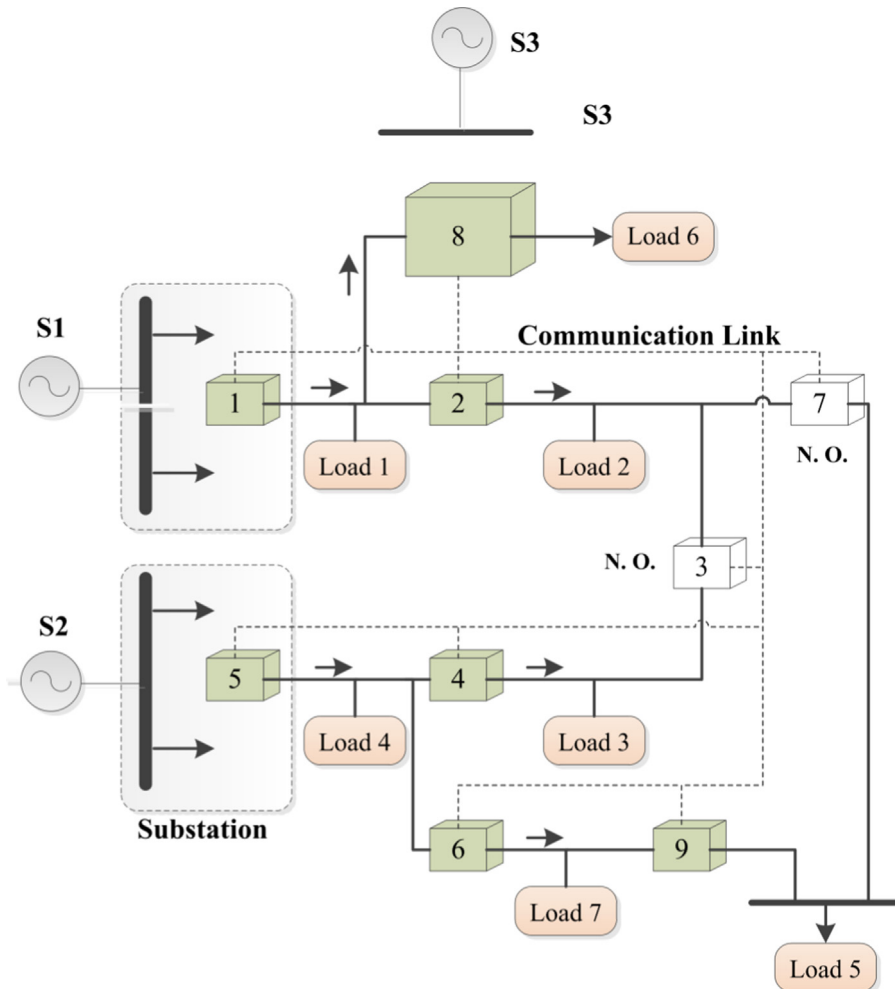 S3
S3
8
Load 6
S1
Communication Link
1
2
7
Load 1
Load 2
N. O.
N. O.
3
S2
5
4
Load 4
Load 3
Substation
6
9
Load 7
Load 5